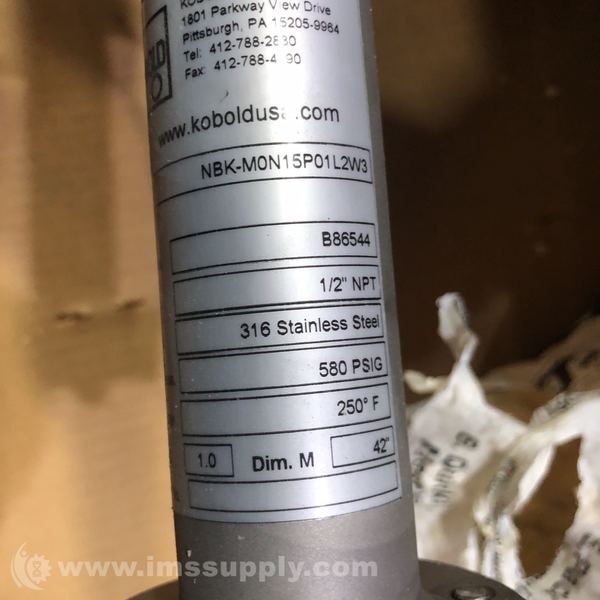 1801 Parkway View Drive
Pittsburgh, PA 15205-9964
Tel: 412-788-2830
Fax: 412-788-4890
www.koboldusa.com
NBK-M0N15P01L2W3
B86544
1/2" NPT
316 Stainless Steel
580 PSIG
250° F
1.0 Dim. M 42"
www.imssupply.com